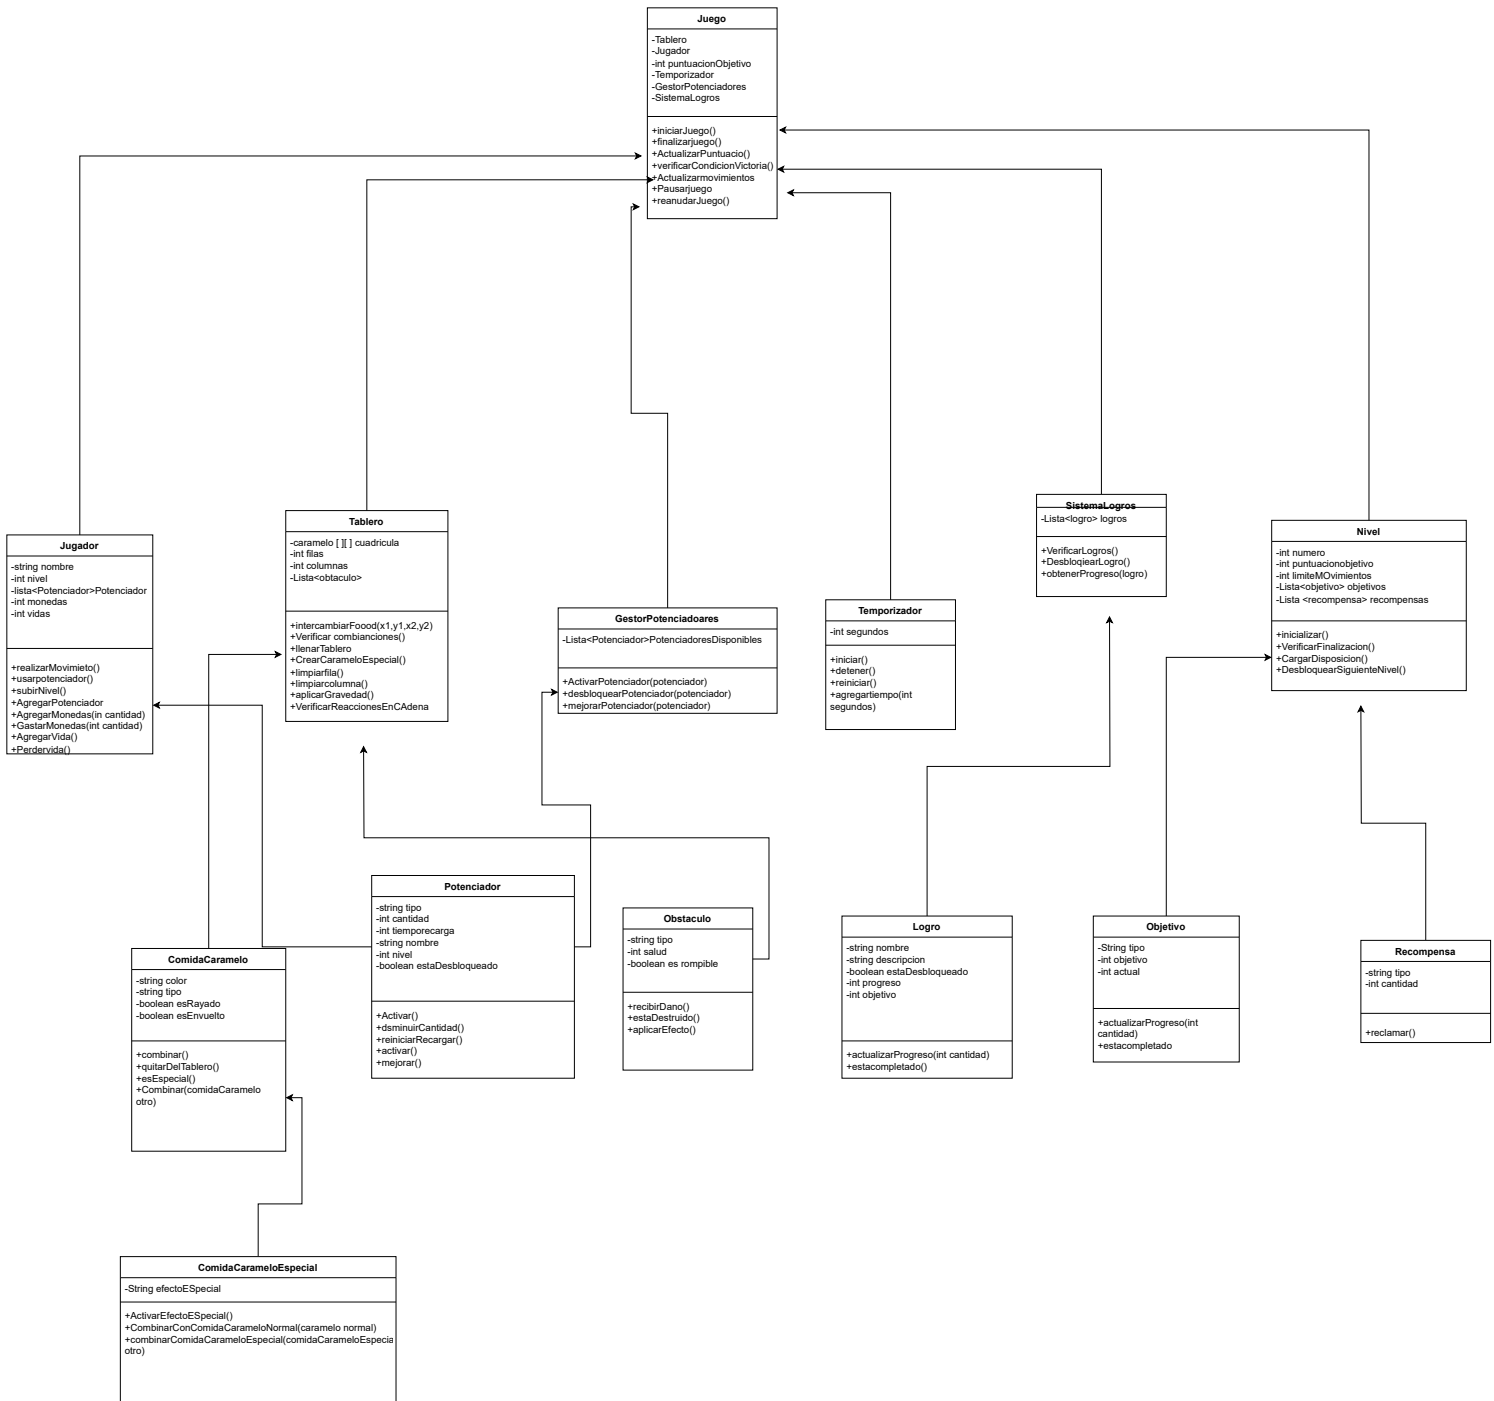 Juego
-Tablero
-Jugador
-int puntuacionObjetivo
-Temporizador
-GestorPotenciadores
-SistemaLogros
+iniciarJuego()
+finalizarjuego()
+ActualizarPuntuacio()
+verificarCondicionVictoria()
+Actualizarmovimientos
+Pausarjuego
+reanudarJuego()
Jugador
-string nombre
-int nivel
-lista<Potenciador>Potenciador
-int monedas
-int vidas
+realizarMovimieto()
+usarpotenciador()
+subirNivel()
+AgregarPotenciador
+AgregarMonedas(in cantidad)
+GastarMonedas(int cantidad)
+AgregarVida()
+Perdervida()
Tablero
-caramelo [ ][ ] cuadricula
-int filas
-int columnas
-Lista<obtaculo>
+intercambiarFoood(x1,y1,x2,y2)
+Verificar combianciones()
+llenarTablero
+CrearCarameloEspecial()
+limpiarfila()
+limpiarcolumna()
+aplicarGravedad()
+VerificarReaccionesEnCAdena
GestorPotenciadoares
-Lista<Potenciador>PotenciadoresDisponibles
+ActivarPotenciador(potenciador)
+desbloquearPotenciador(potenciador)
+mejorarPotenciador(potenciador)
Temporizador
-int segundos
+iniciar()
+detener()
+reiniciar()
+agregartiempo(int
segundos)
SistemaLogros
-Lista<logro> logros
+VerificarLogros()
+DesbloqiearLogro()
+obtenerProgreso(logro)
Nivel
-int numero
-int puntuacionobjetivo
-int limiteMOvimientos
-Lista<objetivo> objetivos
-Lista <recompensa> recompensas
+inicializar()
+VerificarFinalizacion()
+CargarDisposicion()
+DesbloquearSiguienteNivel()
ComidaCaramelo
-string color
-string tipo
-boolean esRayado
-boolean esEnvuelto
+combinar()
+quitarDelTablero()
+esEspecial()
+Combinar(comidaCaramelo
otro)
Potenciador
-string tipo
-int cantidad
-int tiemporecarga
-string nombre
-int nivel
-boolean estaDesbloqueado
+Activar()
+dsminuirCantidad()
+reiniciarRecargar()
+activar()
+mejorar()
Obstaculo
-string tipo
-int salud
-boolean es rompible
+recibirDano()
+estaDestruido()
+aplicarEfecto()
Logro
-string nombre
-string descripcion
-boolean estaDesbloqueado
-int progreso
-int objetivo
+actualizarProgreso(int cantidad)
+estacompletado()
Objetivo
-String tipo
-int objetivo
-int actual
+actualizarProgreso(int
cantidad)
+estacompletado
Recompensa
-string tipo
-int cantidad
+reclamar()
ComidaCarameloEspecial
-String efectoESpecial
+ActivarEfectoESpecial()
+CombinarConComidaCarameloNormal(caramelo normal)
+combinarComidaCarameloEspecial(comidaCarameloEspecia
otro)